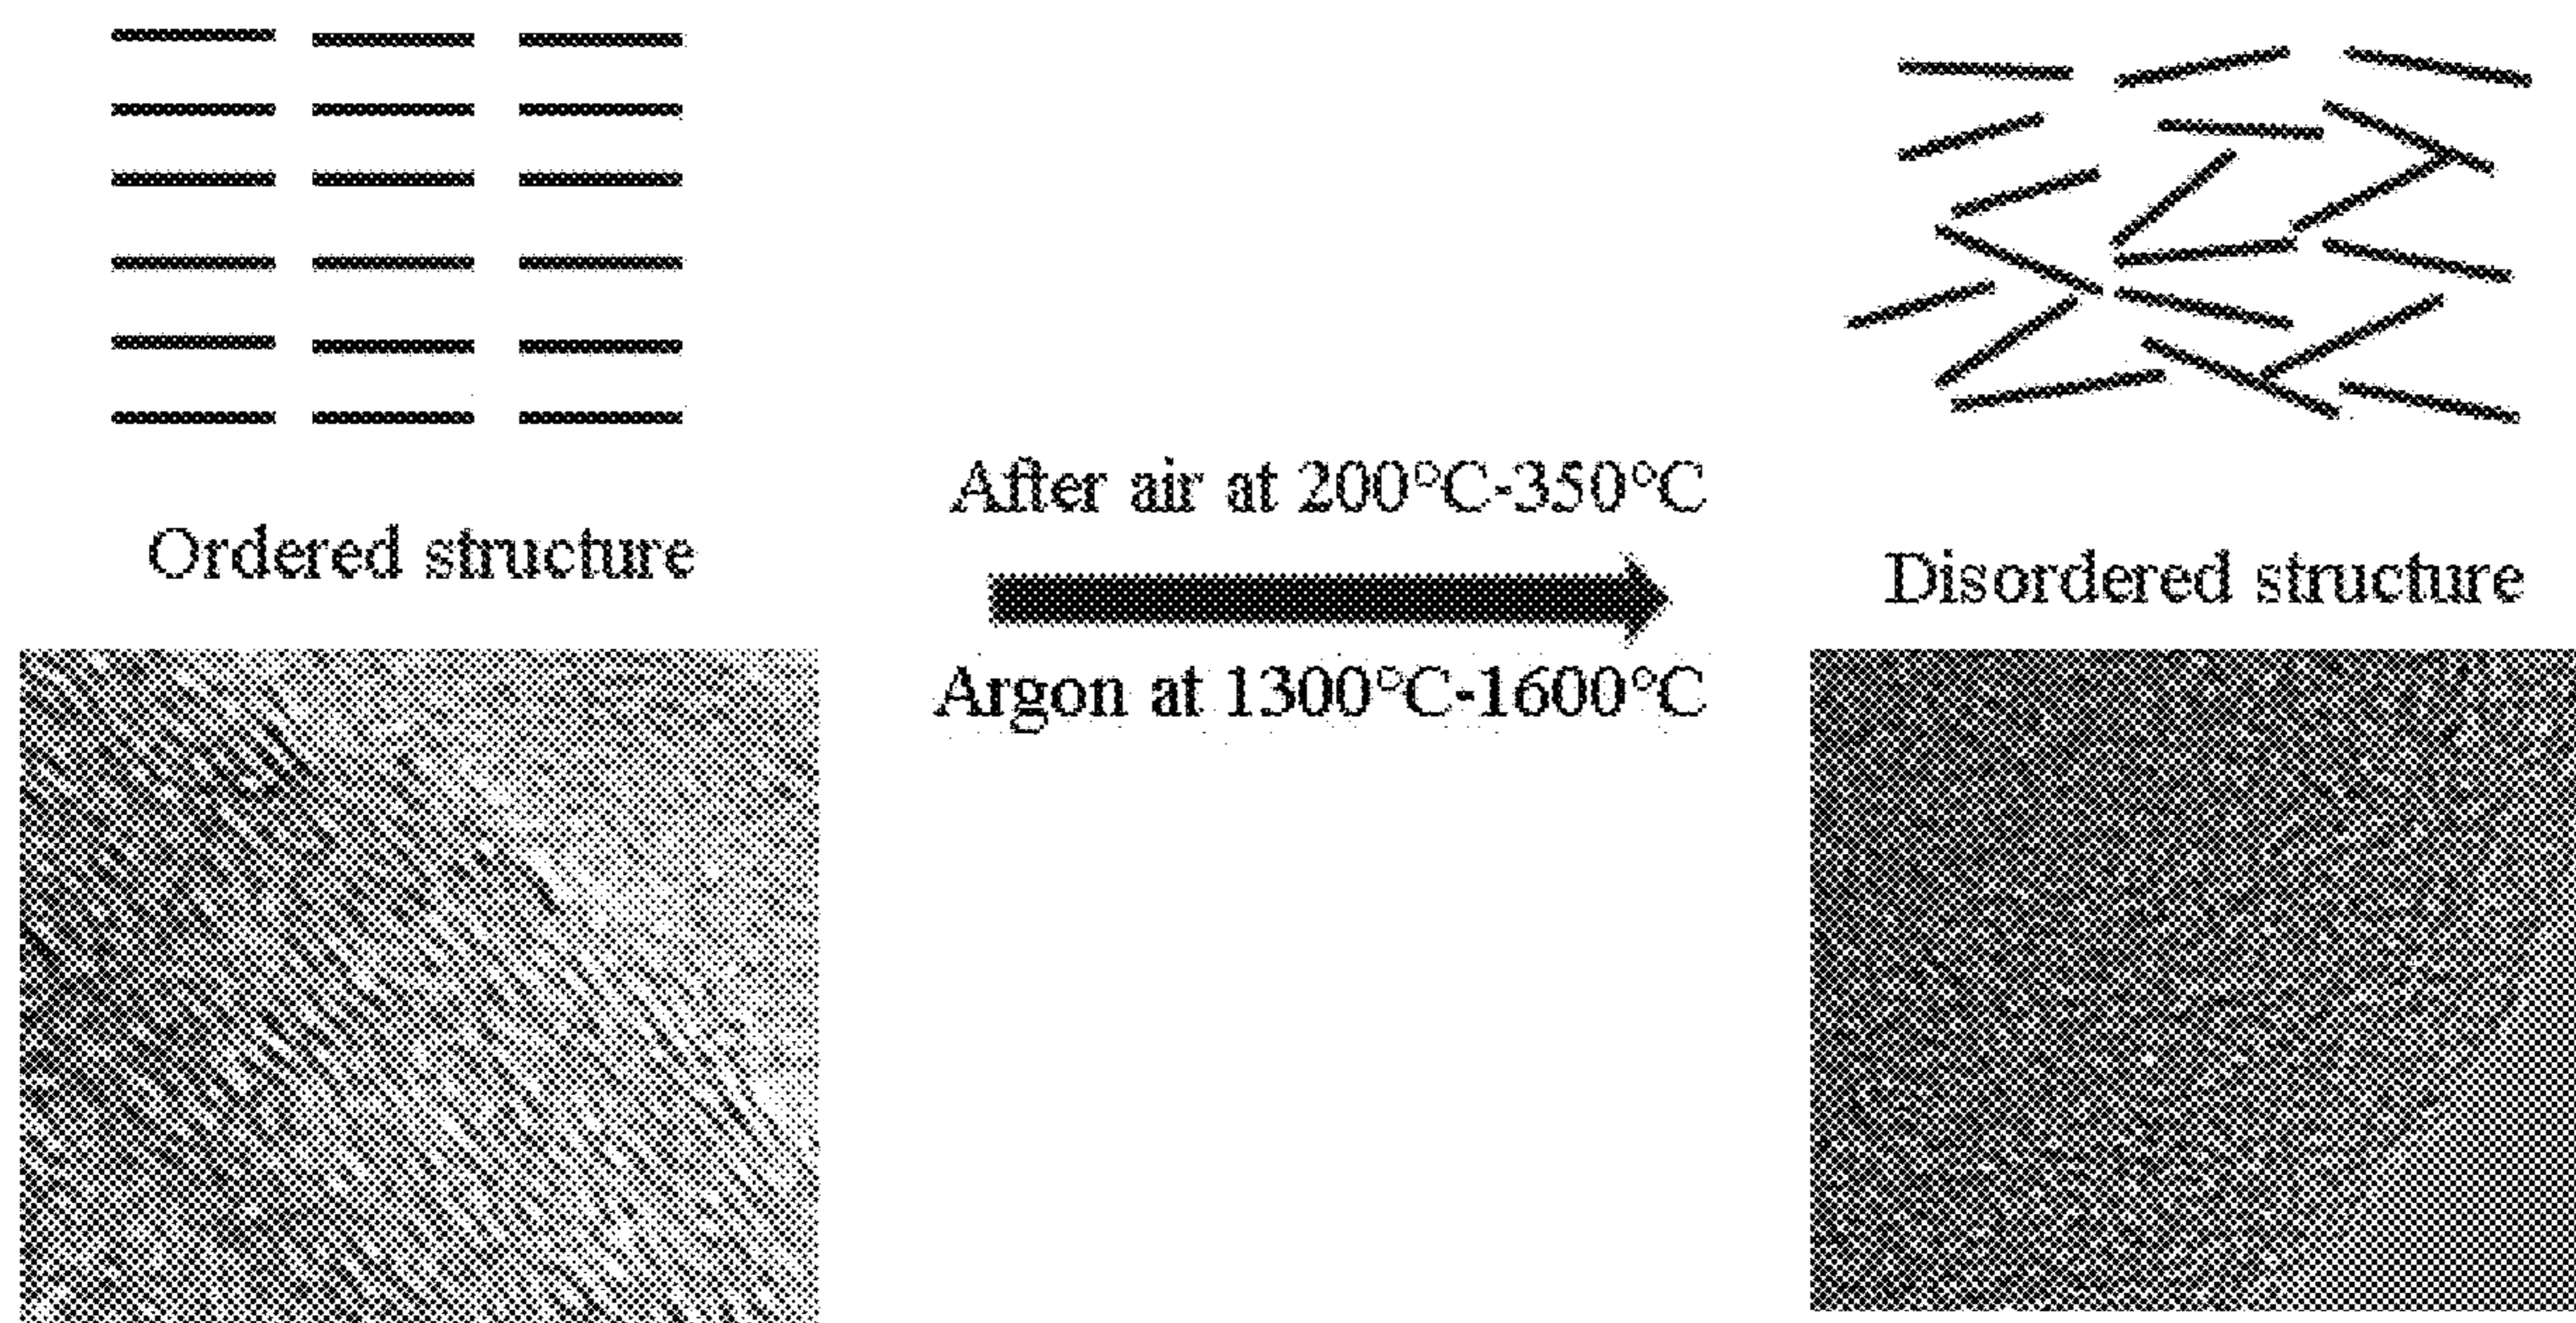 After air at 200°C-350°C
Ordered structure
Disordered structure
Argon at 1300°C-1600°C